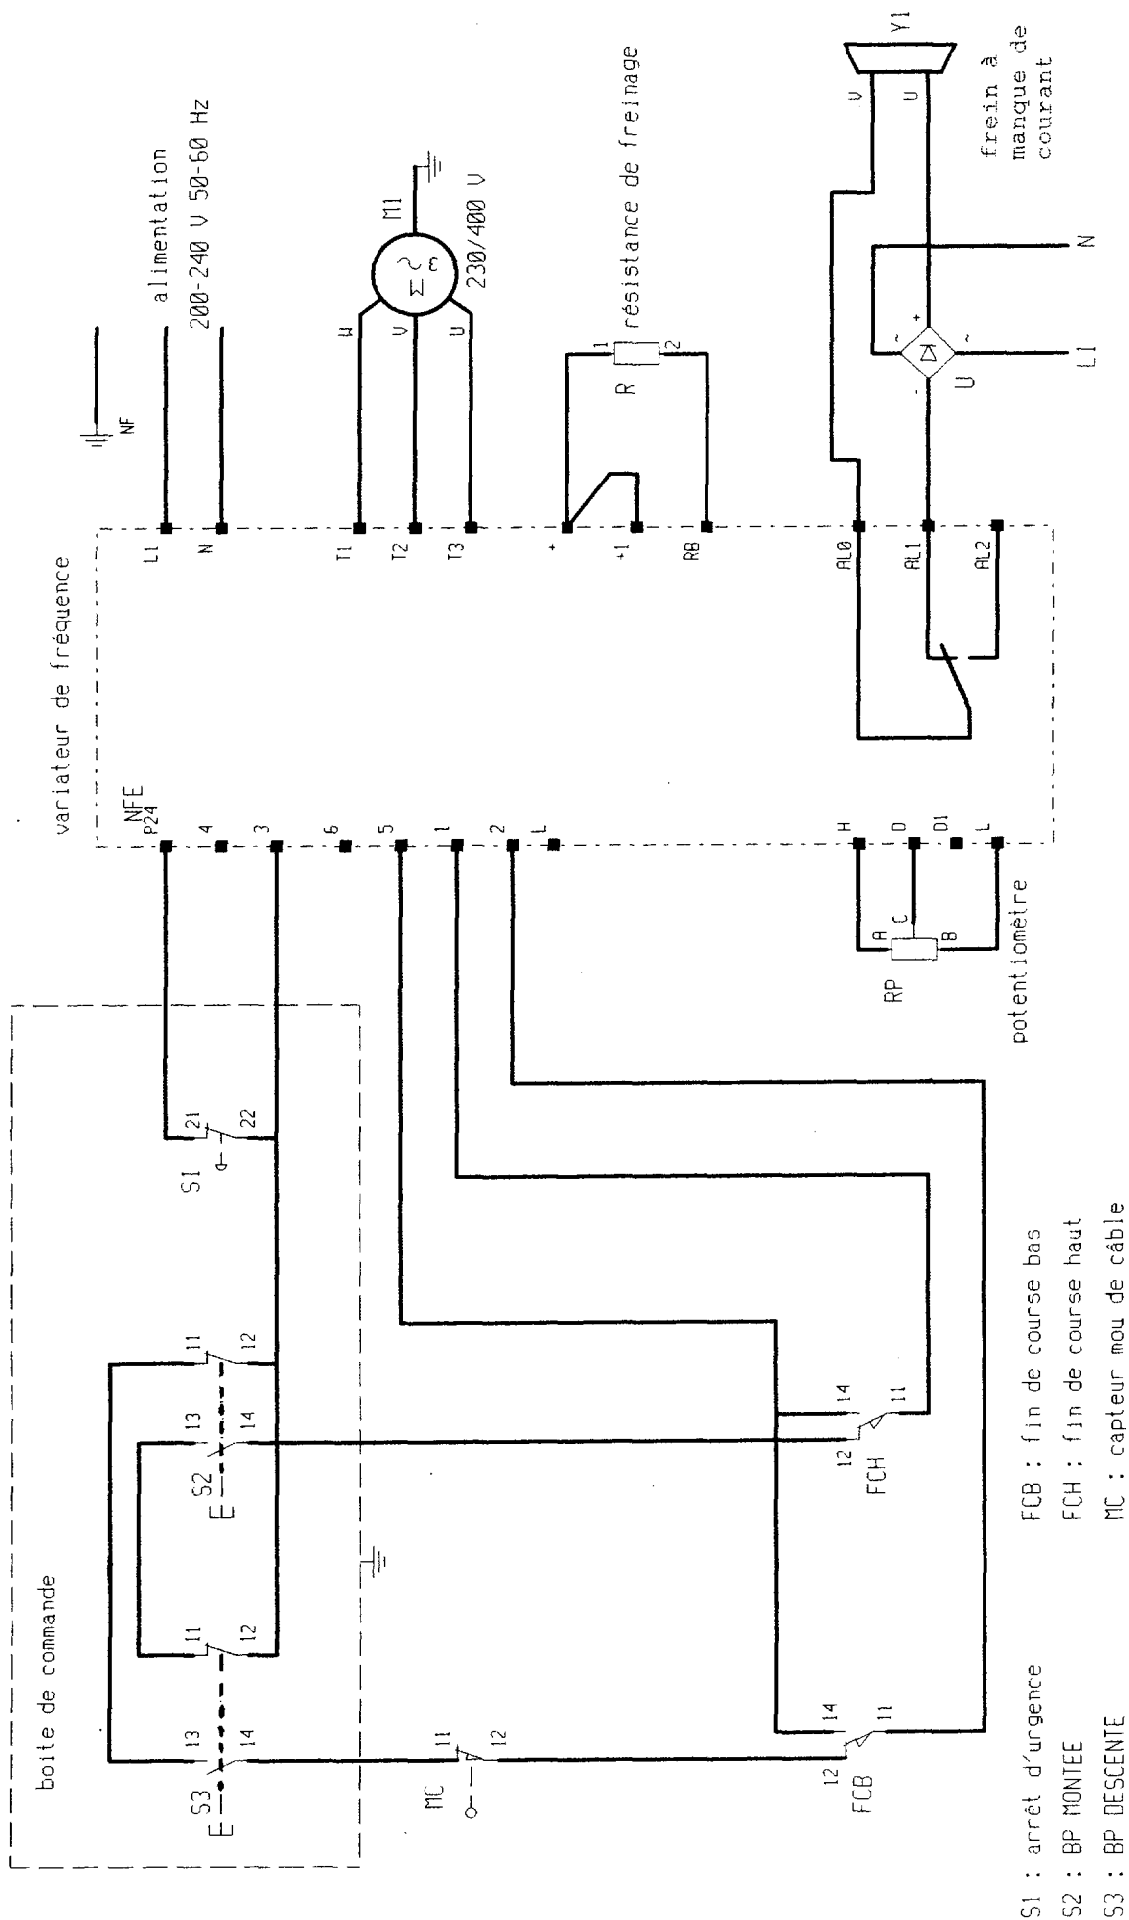 variateur de fréquence
NFE
P24
4
3
6
5
1
2
L
H
D
D1
L
L1
N
T1
T2
T3
+
+1
RB
AL0
AL1
AL2
NF
alimentation
200-240 V 50-60 Hz
W
V
U
M1
M
3
230/400 V
R
1
2
résistance de freinage
V
U
Y1
frein à
manque de
courant
~
+
-
~
U
L1
N
RP
A
C
B
potentiomètre
boite de commande
S1
21
22
11
12
S2
13
14
11
12
S3
13
14
MC
11
12
FCH
14
12
11
FCB
14
12
11
S1 : arrêt d'urgence
S2 : BP MONTEE
S3 : BP DESCENTE
FCB : fin de course bas
FCH : fin de course haut
MC : capteur mou de câble